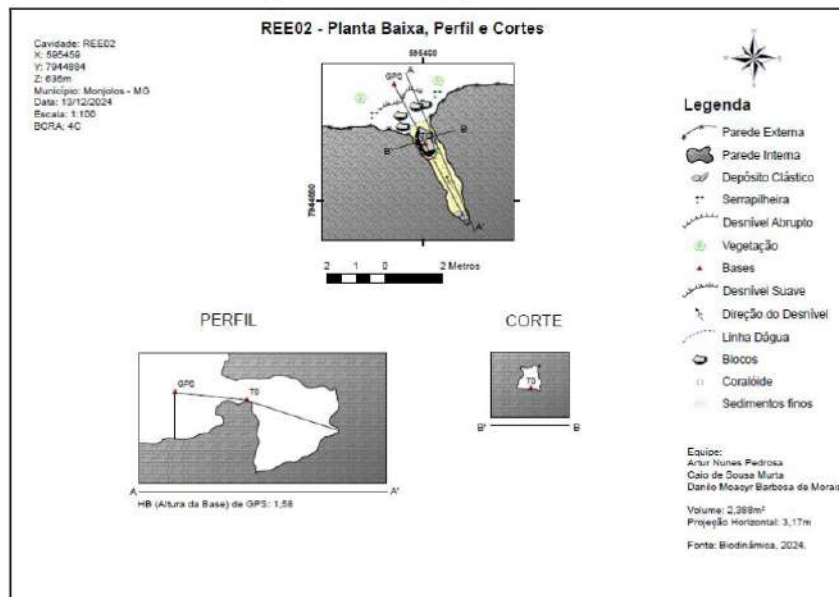 REE02 - Planta Baixa, Perfil e Cortes
Cavidade: REE02
X: 595459
Y: 7944884
Z: 636m
Município: Monjolos - MG
Data: 13/12/2024
Escala: 1:100
BCRA: 4C
595460
GPS
A
B
B'
A'
7944880
2 1 0 2 Metros
PERFIL
GPS
T0
A A'
HB (Altura da Base) de GPS: 1,58
CORTE
T0
B' B
Legenda
Parede Externa
Parede Interna
Depósito Clástico
Serrapilheira
Desnível Abrupto
Vegetação
Bases
Desnível Suave
Direção do Desnível
Linha Dágua
Blocos
Coralóide
Sedimentos finos
Equipe:
Artur Nunes Pedrosa
Caio de Sousa Murta
Danilo Moacyr Barbosa de Morais
Volume: 2,388m³
Projeção Horizontal: 3,17m
Fonte: Biodinâmica, 2024.